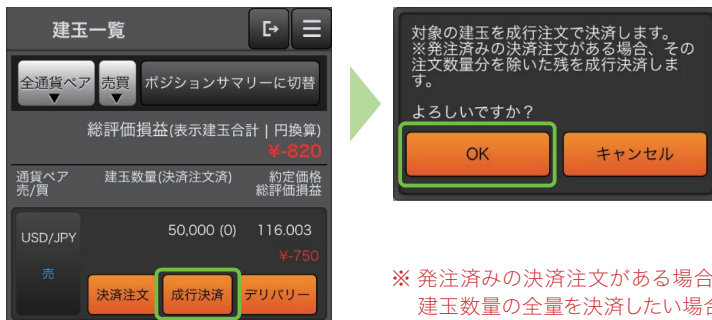 建玉一覧
全通貨ペア
▼
売買
▼
ポジションサマリーに切替
総評価損益(表示建玉合計 | 円換算)
¥-820
通貨ペア 建玉数量(決済注文済) 約定価格
売/買 総評価損益
USD/JPY 50,000 (0) 116.003
¥-750
売
決済注文 成行決済 デリバリー
対象の建玉を成行注文で決済します。
※発注済みの決済注文がある場合、その
注文数量分を除いた残を成行決済しま
す。
よろしいですか？
OK キャンセル
※ 発注済みの決済注文がある場合
建玉数量の全量を決済したい場合